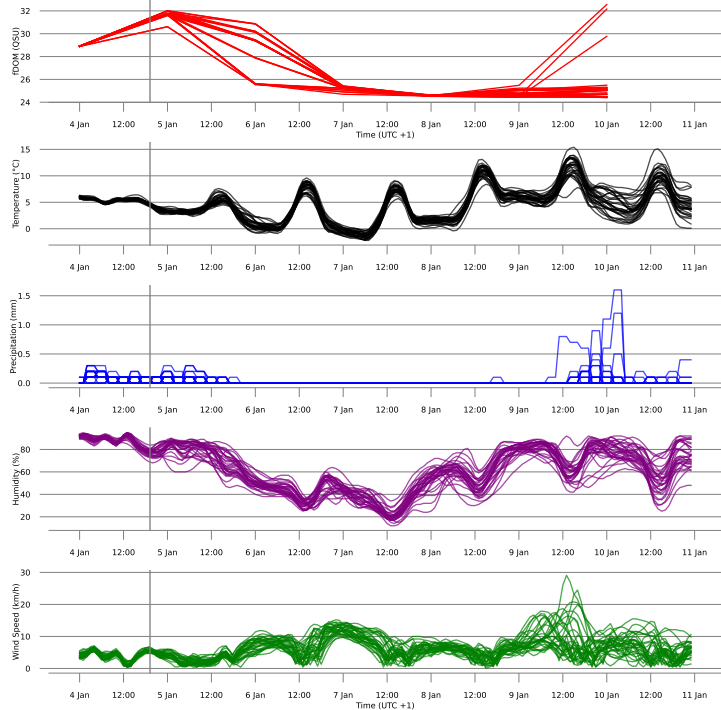 32
30
28
26
24
fDOM (QSU)
4 Jan 12:00 5 Jan 12:00 6 Jan 12:00 7 Jan 12:00 8 Jan 12:00 9 Jan 12:00 10 Jan 12:00 11 Jan
Time (UTC +1)
15
10
5
0
Temperature (°C)
4 Jan 12:00 5 Jan 12:00 6 Jan 12:00 7 Jan 12:00 8 Jan 12:00 9 Jan 12:00 10 Jan 12:00 11 Jan
1.5
1.0
0.5
0.0
Precipitation (mm)
4 Jan 12:00 5 Jan 12:00 6 Jan 12:00 7 Jan 12:00 8 Jan 12:00 9 Jan 12:00 10 Jan 12:00 11 Jan
80
60
40
20
Humidity (%)
4 Jan 12:00 5 Jan 12:00 6 Jan 12:00 7 Jan 12:00 8 Jan 12:00 9 Jan 12:00 10 Jan 12:00 11 Jan
30
20
10
0
Wind Speed (km/h)
4 Jan 12:00 5 Jan 12:00 6 Jan 12:00 7 Jan 12:00 8 Jan 12:00 9 Jan 12:00 10 Jan 12:00 11 Jan
Time (UTC +1)